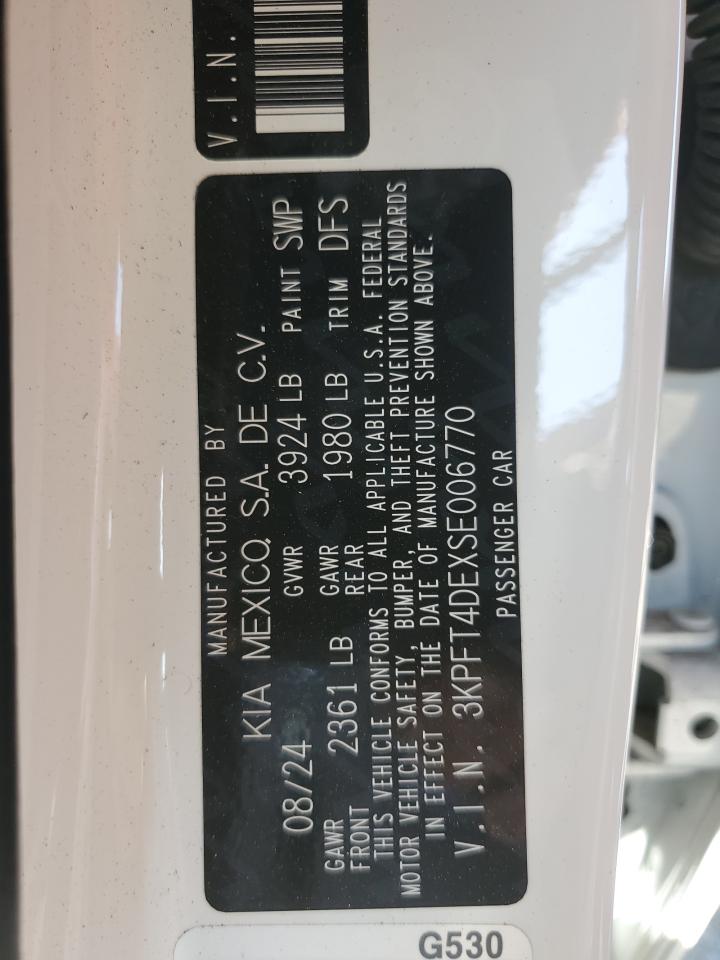 V.I.N.
MANUFACTURED BY
KIA MEXICO, S.A. DE C.V.
08/24 GVWR 3924 LB PAINT SWP
GAWR FRONT 2361 LB GAWR REAR 1980 LB TRIM DFS
THIS VEHICLE CONFORMS TO ALL APPLICABLE U.S.A. FEDERAL
MOTOR VEHICLE SAFETY, BUMPER, AND THEFT PREVENTION STANDARDS
IN EFFECT ON THE DATE OF MANUFACTURE SHOWN ABOVE.
V.I.N. 3KPFT4DEXSE006770
PASSENGER CAR
G530